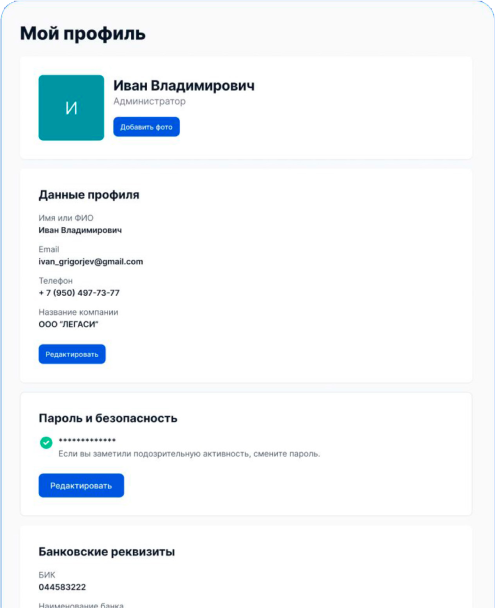 Мой профиль
И
Иван Владимирович
Администратор
Добавить фото
Данные профиля
Имя или ФИО
Иван Владимирович
Email
ivan_grigorjev@gmail.com
Телефон
+ 7 (950) 497-73-77
Название компании
ООО "ЛЕГАСИ"
Редактировать
Пароль и безопасность
•••••••••••••
Если вы заметили подозрительную активность, смените пароль.
Редактировать
Банковские реквизиты
БИК
044583222
Наименование банка